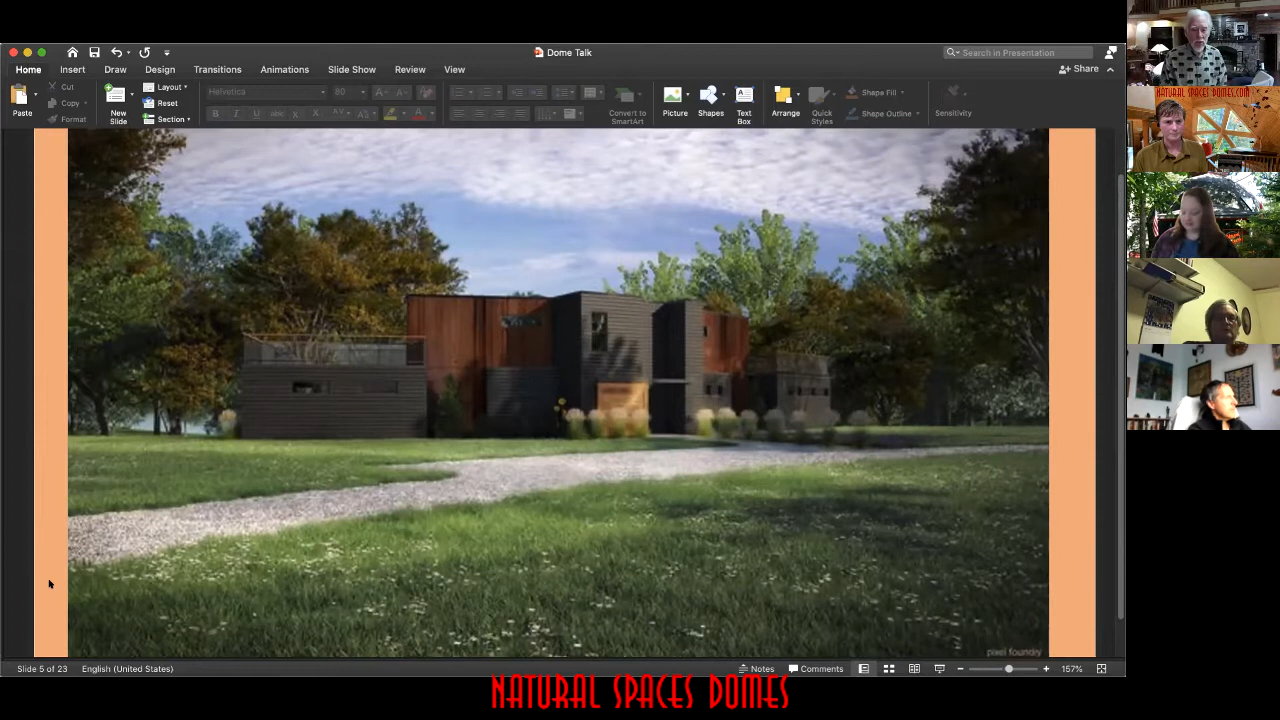 Dome Talk
Search in Presentation
Home
Insert
Draw
Design
Transitions
Animations
Slide Show
Review
View
Share
Paste
Cut
Copy
Format
New
Slide
Layout
Reset
Section
Helvetica
80
Convert to
SmartArt
Picture
Shapes
Text
Box
Arrange
Quick
Styles
Shape Fill
Shape Outline
Sensitivity
NATURAL SPACES DOMES.COM
pixel foundry
Slide 5 of 23
English (United States)
Notes
Comments
157%
NATURAL SPACES DOMES